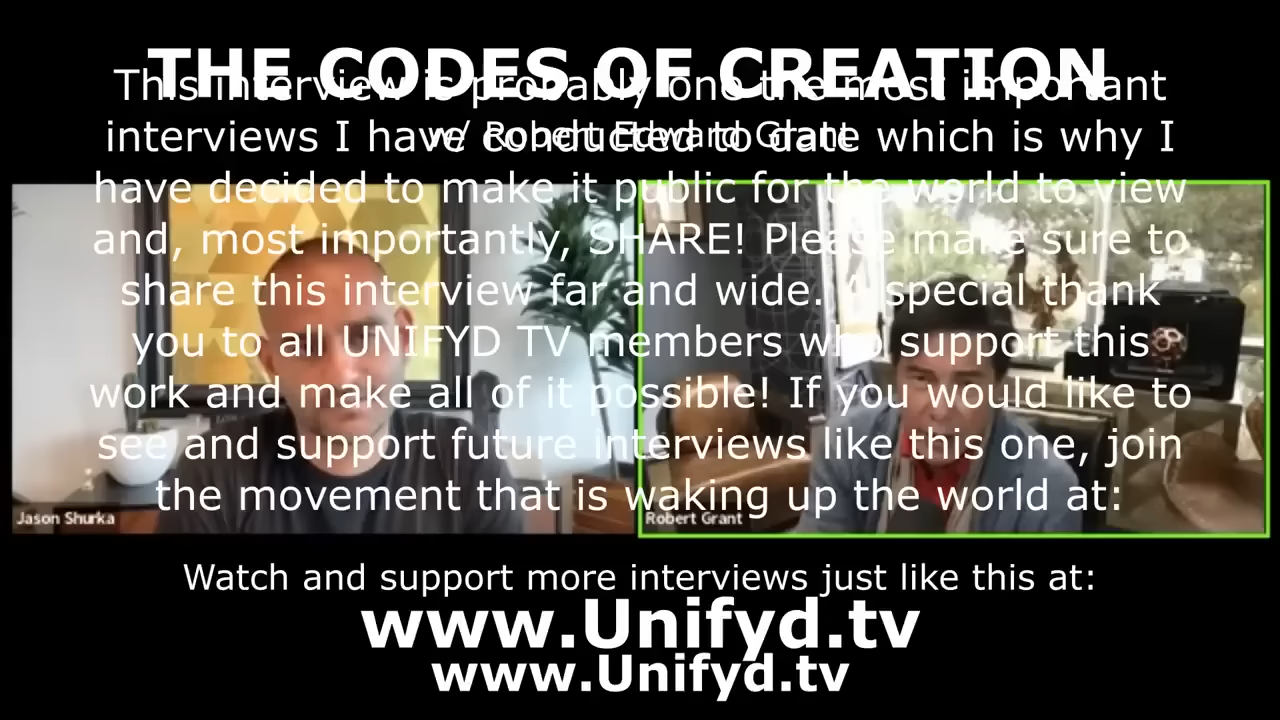 THE CODES OF CREATION
This interview is probably one the most important
w/ Robert Edward Grant
interviews I have conducted to date which is why I
have decided to make it public for the world to view
and, most importantly, SHARE! Please make sure to
share this interview far and wide. A special thank
you to all UNIFYD TV members who support this
work and make all of it possible! If you would like to
see and support future interviews like this one, join
the movement that is waking up the world at:
Jason Shurka
Robert Grant
Watch and support more interviews just like this at:
www.Unifyd.tv
www.Unifyd.tv